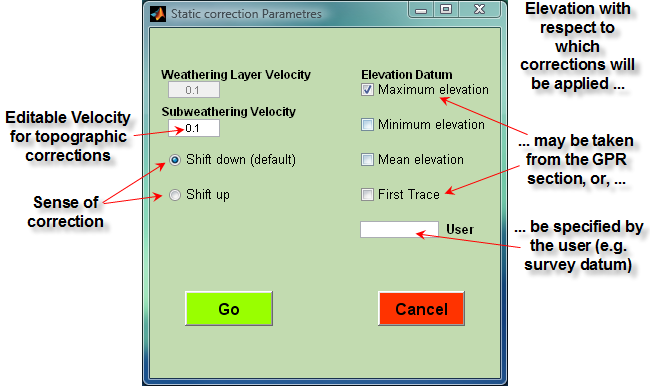 Static correction Parametres
Elevation with
respect to
which
corrections will
be applied ...
Weathering Layer Velocity
0.1
Subweathering Velocity
0.1
Shift down (default)
Shift up
Elevation Datum
Maximum elevation
Minimum elevation
Mean elevation
First Trace
User
Editable Velocity
for topographic
corrections
Sense of
correction
... may be taken
from the GPR
section, or, ...
... be specified by
the user (e.g.
survey datum)
Go
Cancel